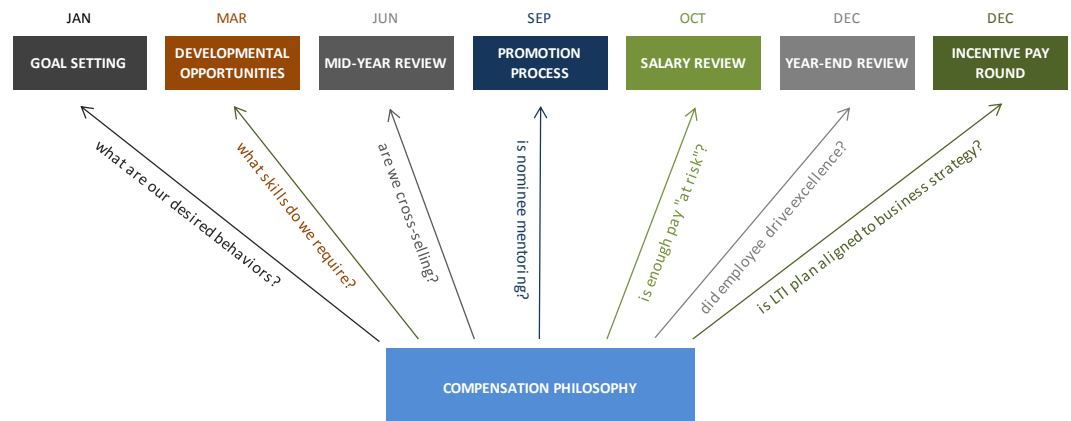 JAN
MAR
JUN
SEP
OCT
DEC
DEC
GOAL SETTING
DEVELOPMENTAL
OPPORTUNITIES
MID-YEAR REVIEW
PROMOTION
PROCESS
SALARY REVIEW
YEAR-END REVIEW
INCENTIVE PAY
ROUND
what are our desired behaviors?
what skills do we require?
are we cross-selling?
is nominee mentoring?
is enough pay "at risk"?
did employee drive excellence?
is LTI plan aligned to business strategy?
COMPENSATION PHILOSOPHY